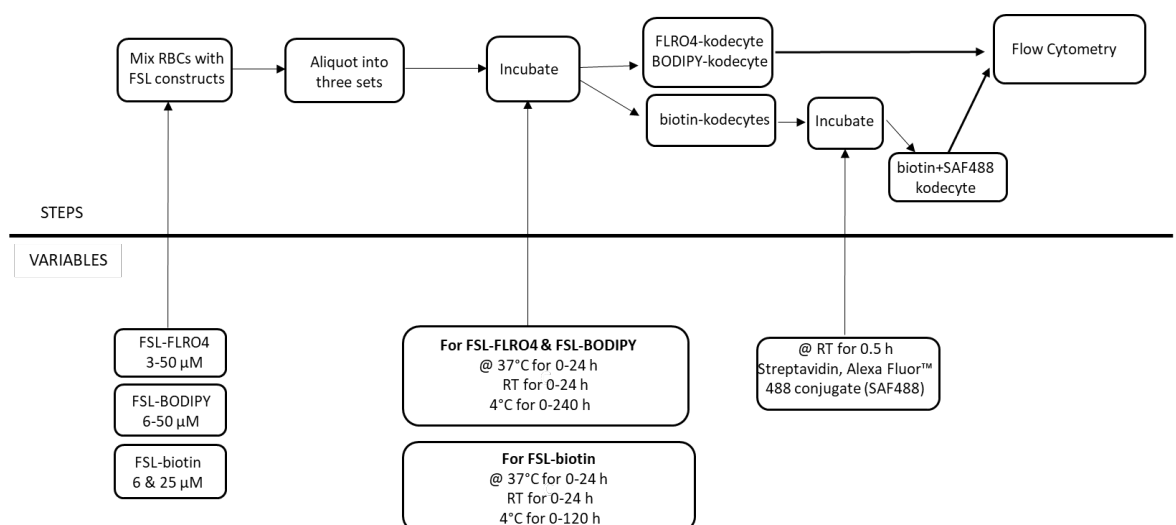 Mix RBCs with
FSL constructs
Aliquot into
three sets
Incubate
FLRO4-kodecyte
BODIPY-kodecyte
Flow Cytometry
biotin-kodecytes
Incubate
biotin+SAF488
kodecyte
STEPS
VARIABLES
FSL-FLRO4
3-50 µM
FSL-BODIPY
6-50 µM
FSL-biotin
6 & 25 µM
For FSL-FLRO4 & FSL-BODIPY
@ 37°C for 0-24 h
RT for 0-24 h
4°C for 0-240 h
For FSL-biotin
@ 37°C for 0-24 h
RT for 0-24 h
4°C for 0-120 h
@ RT for 0.5 h
Streptavidin, Alexa Fluor™
488 conjugate (SAF488)